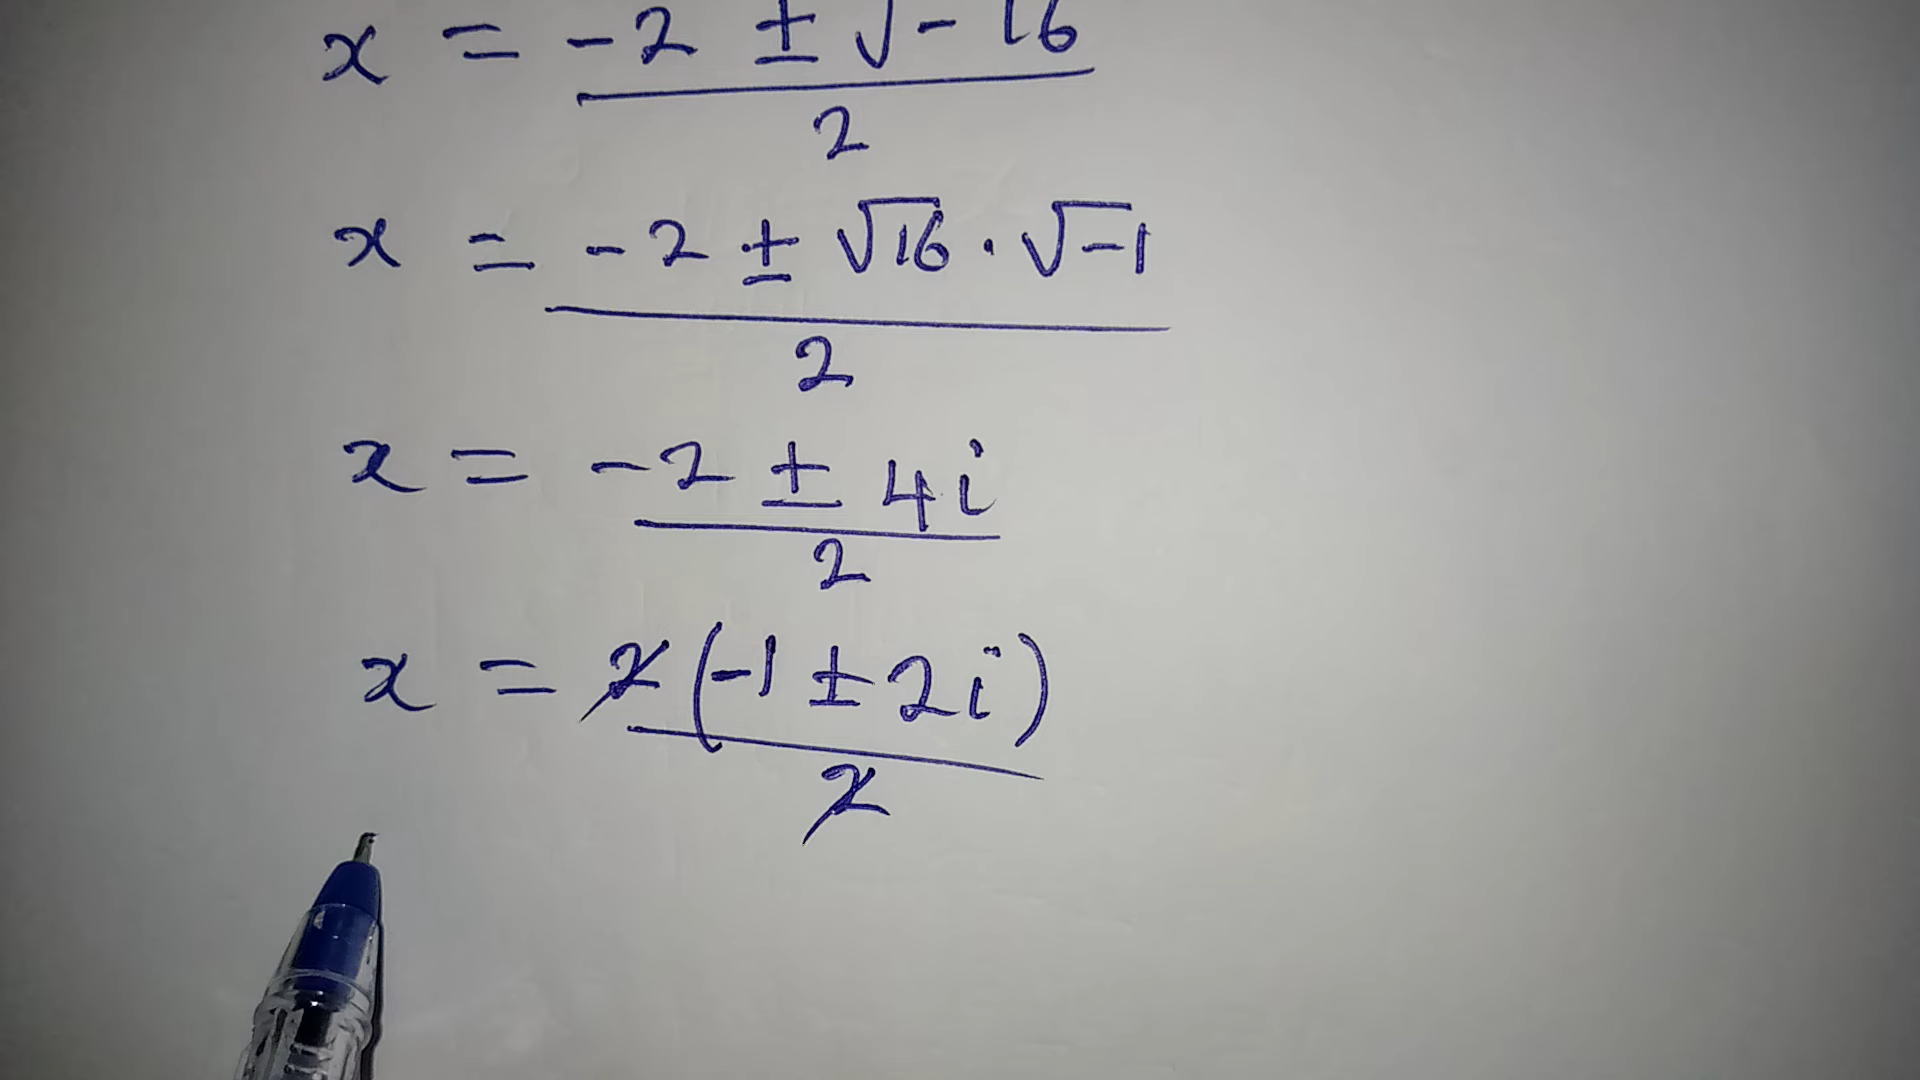 x = -2 ± √-16
2
x = -2 ± √16 · √-1
2
x = -2 ± 4i
2
x = 2(-1 ± 2i)
2